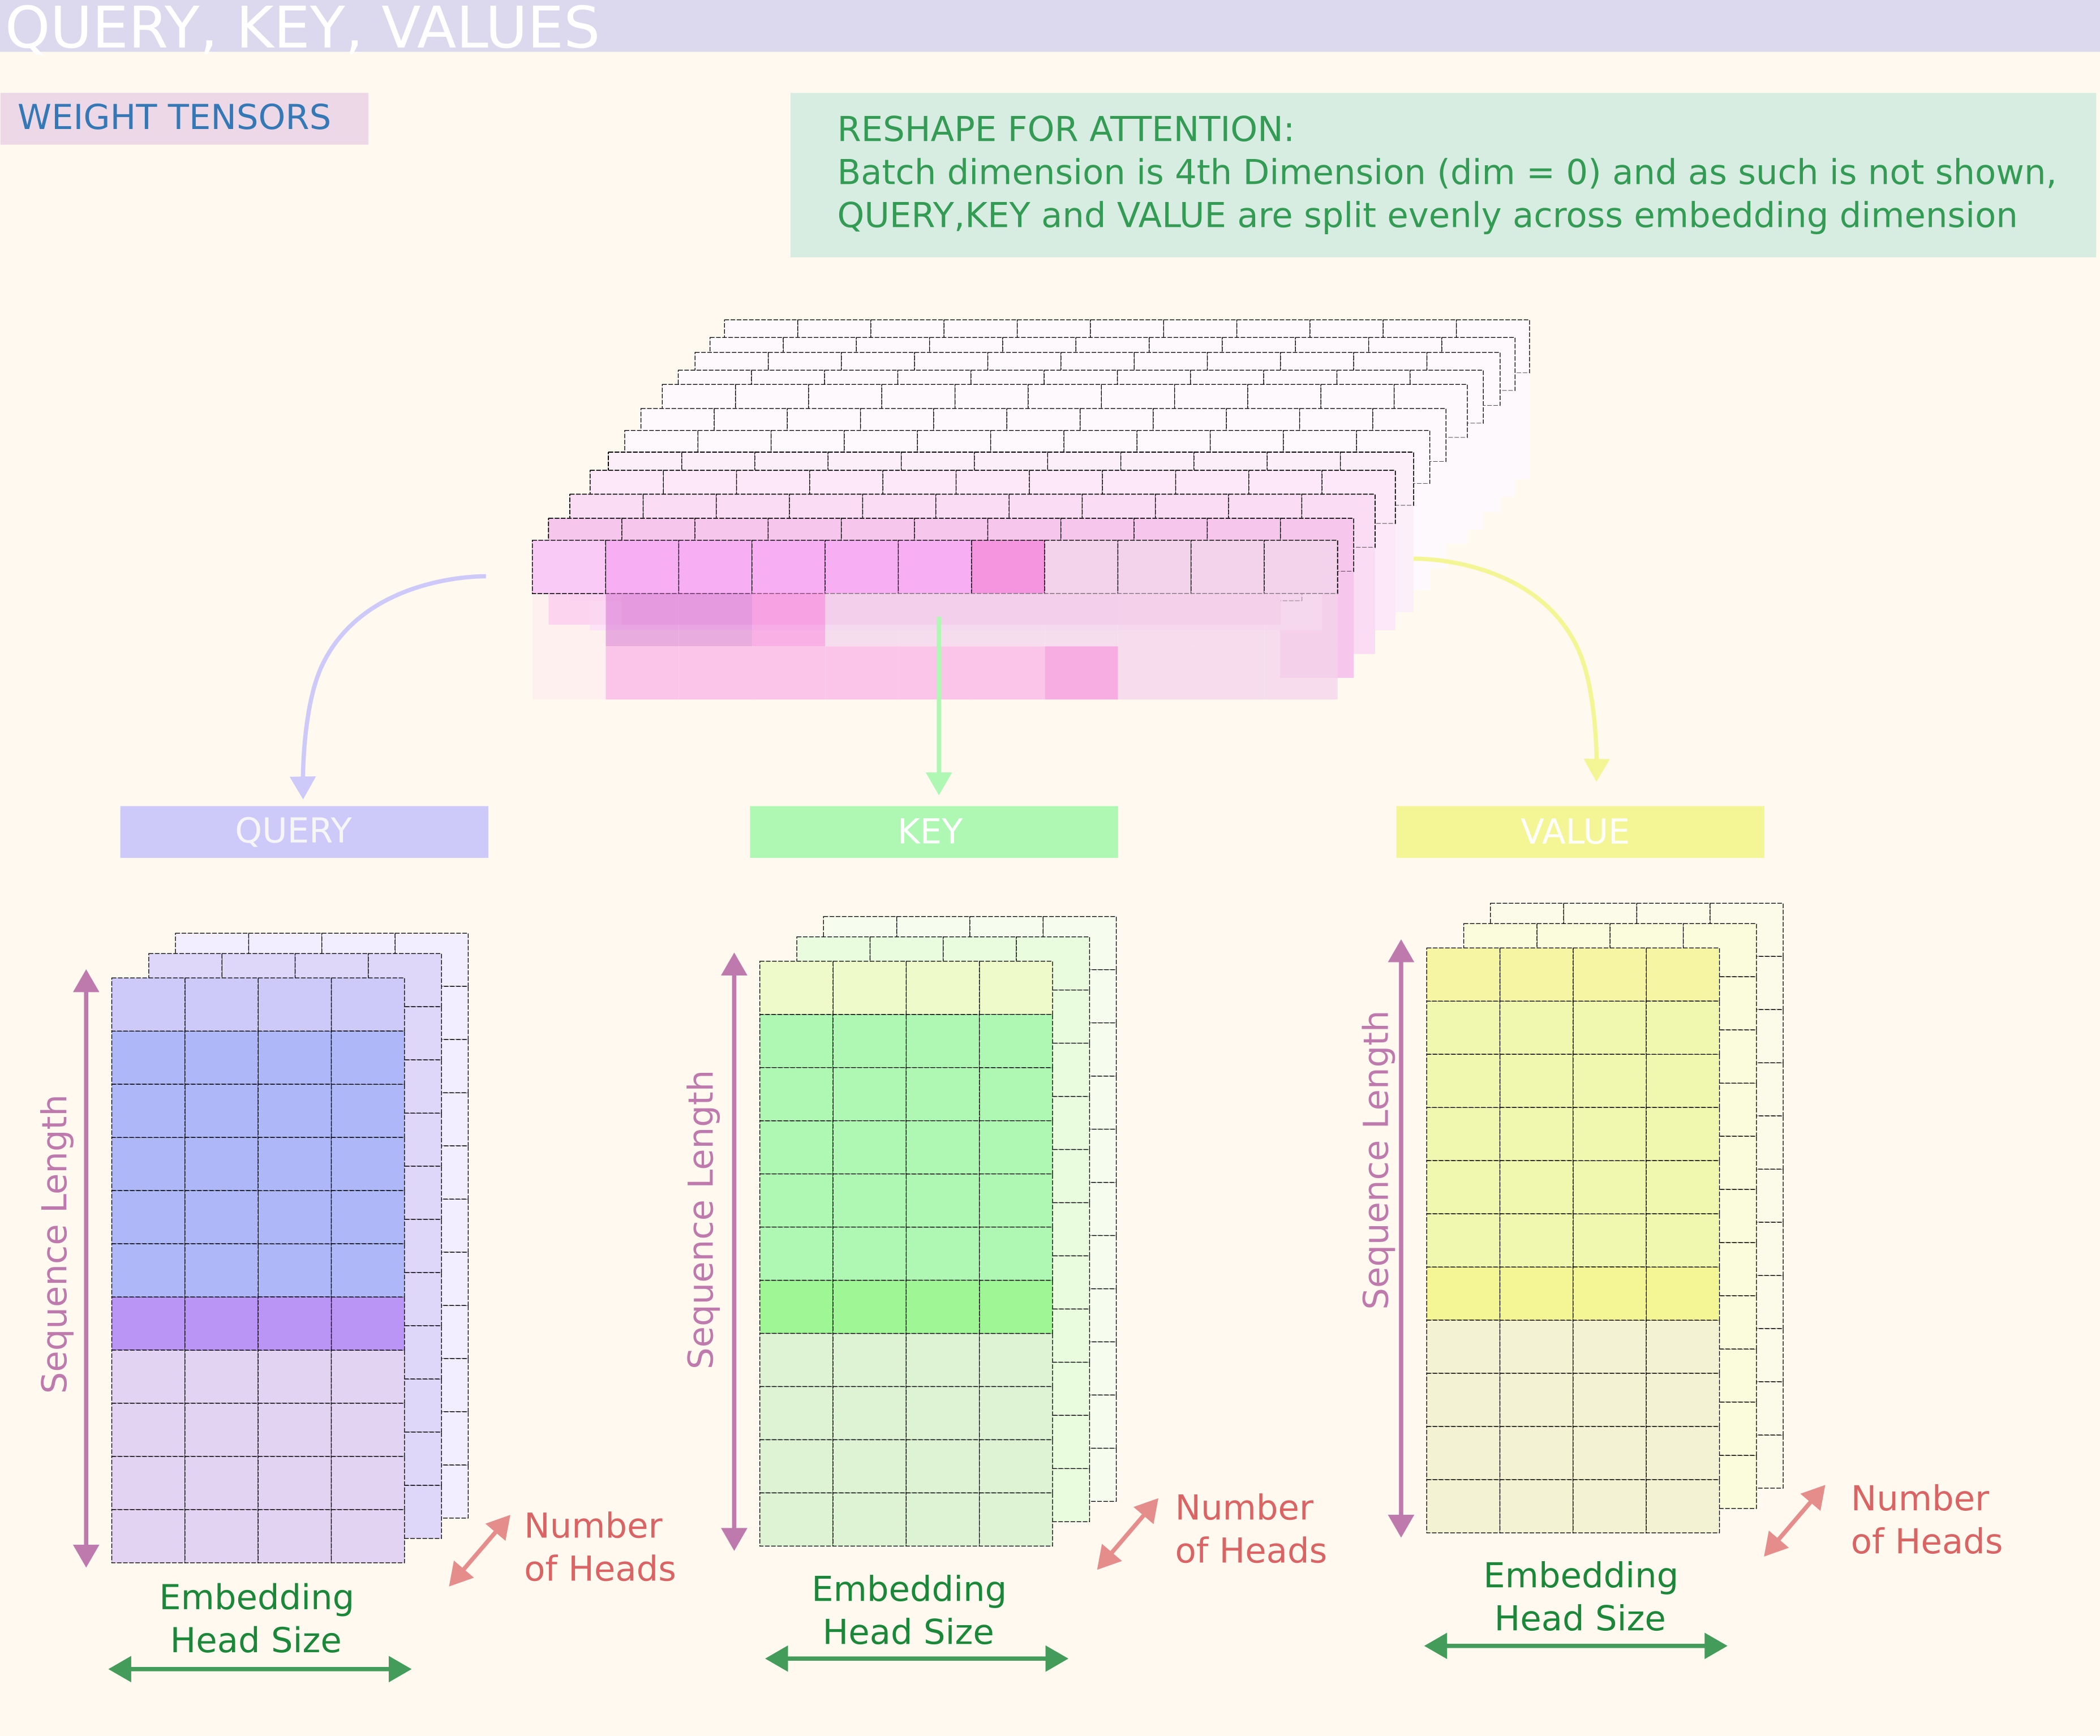 QUERY, KEY, VALUES
WEIGHT TENSORS
RESHAPE FOR ATTENTION:
Batch dimension is 4th Dimension (dim = 0) and as such is not shown,
QUERY,KEY and VALUE are split evenly across embedding dimension
QUERY
KEY
VALUE
Sequence Length
Number
of Heads
Embedding
Head Size
Sequence Length
Number
of Heads
Embedding
Head Size
Sequence Length
Number
of Heads
Embedding
Head Size